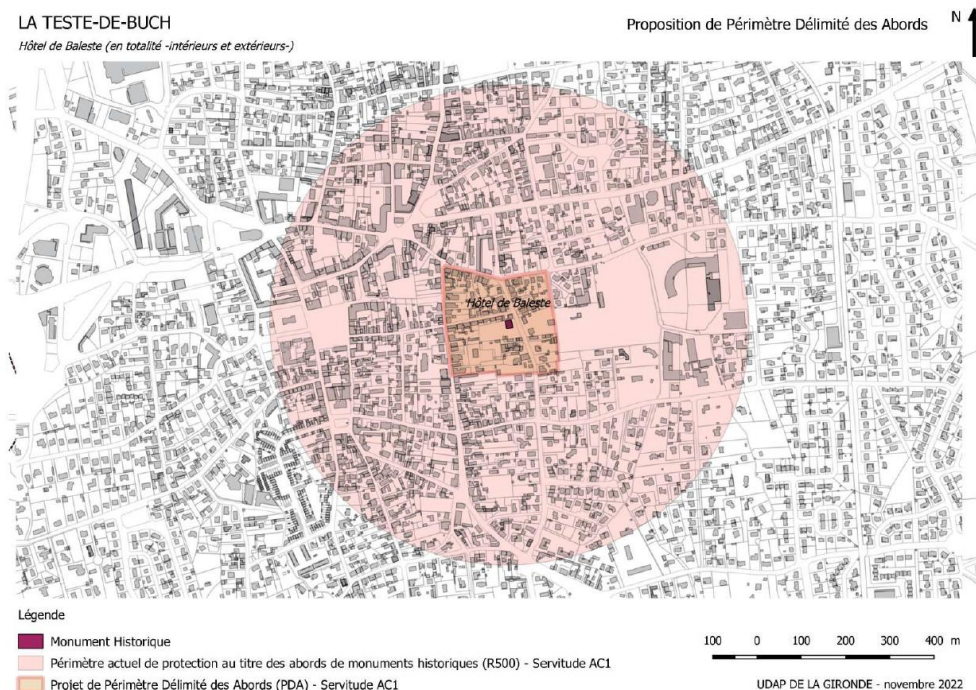 LA TESTE-DE-BUCH
Proposition de Périmètre Délimité des Abords
N
Hôtel de Baleste (en totalité -intérieurs et extérieurs-)
Hôtel de Baleste
Légende
Monument Historique
Périmètre actuel de protection au titre des abords de monuments historiques (R500) - Servitude AC1
Projet de Périmètre Délimité des Abords (PDA) - Servitude AC1
100 0 100 200 300 400 m
UDAP DE LA GIRONDE - novembre 2022